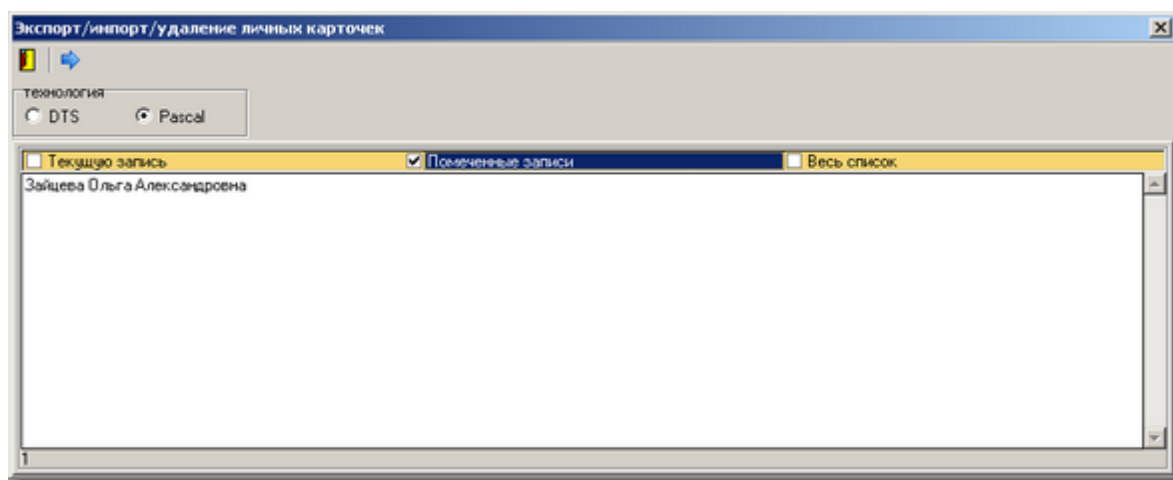 Экспорт/импорт/удаление личных карточек
технология
DTS Pascal
Текущую запись Помеченные записи Весь список
Зайцева Ольга Александровна
1